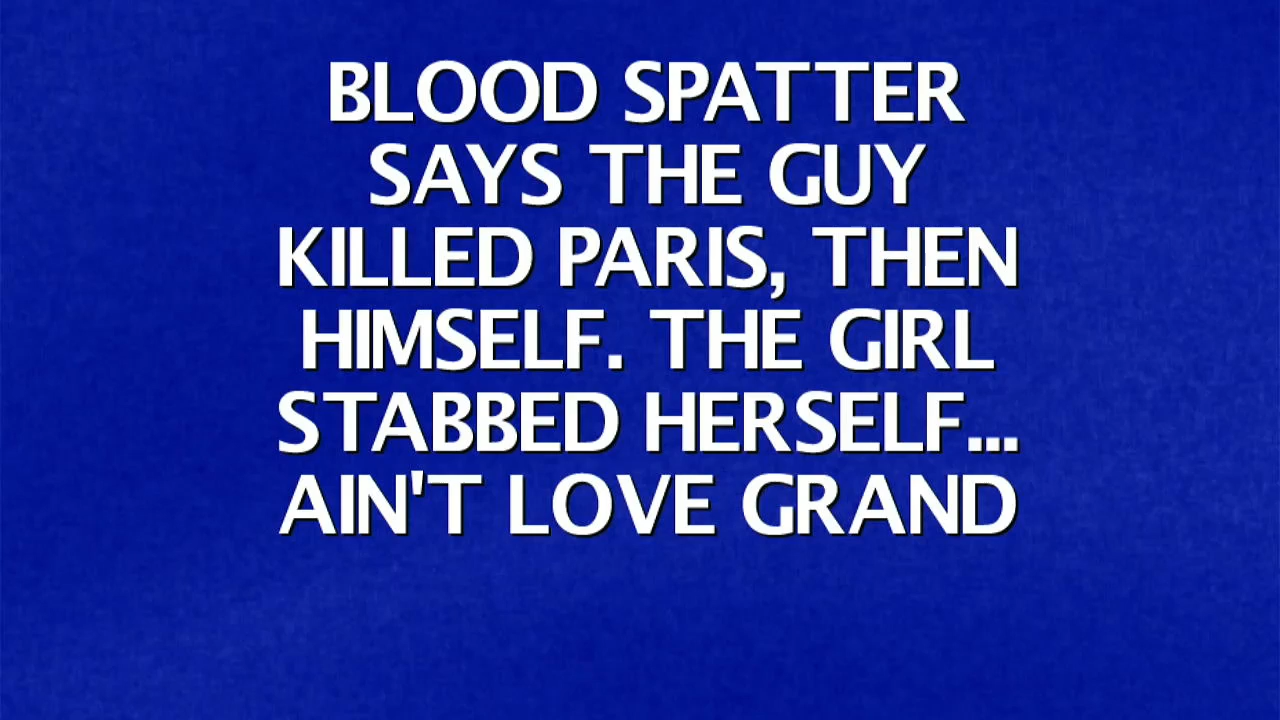 BLOOD SPATTER
SAYS THE GUY
KILLED PARIS, THEN
HIMSELF. THE GIRL
STABBED HERSELF...
AIN'T LOVE GRAND